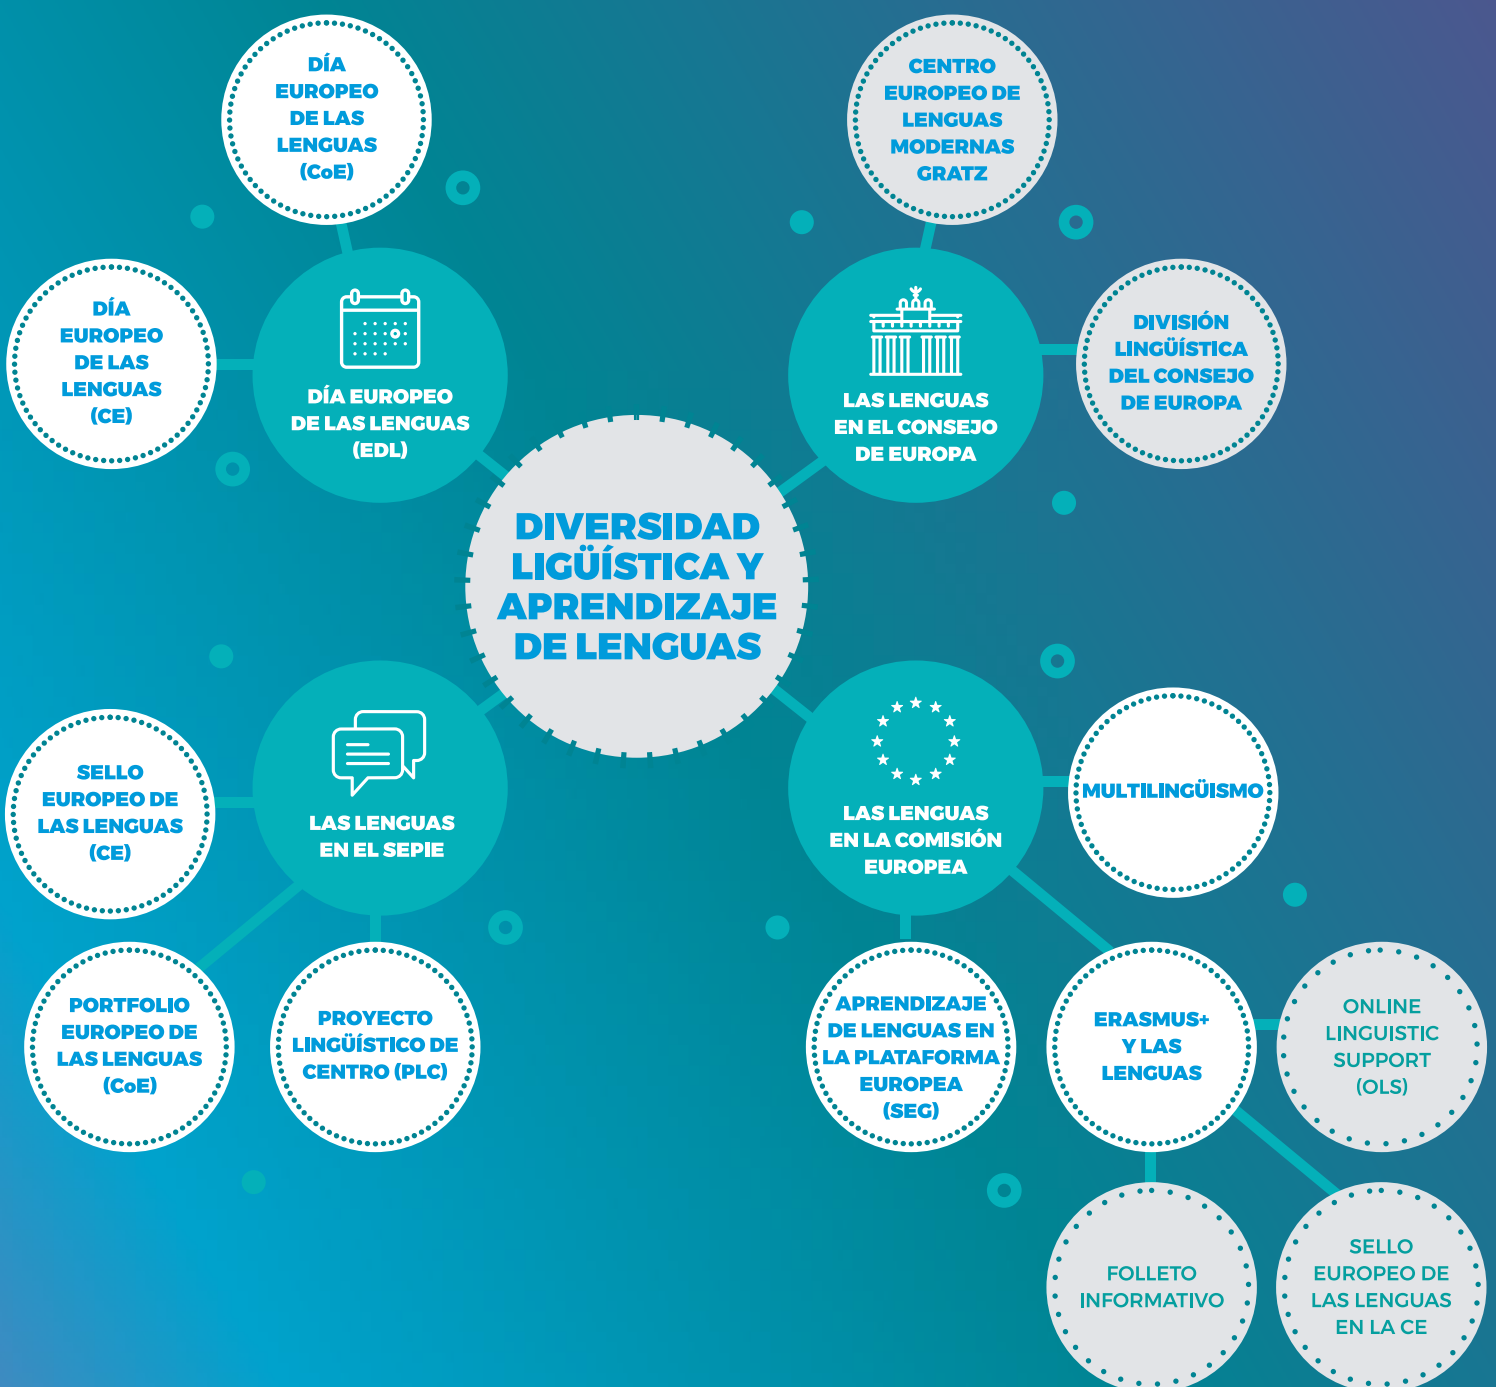 DÍA
EUROPEO
DE LAS
LENGUAS
(CoE)
CENTRO
EUROPEO DE
LENGUAS
MODERNAS
GRATZ
DÍA
EUROPEO
DE LAS
LENGUAS
(CE)
DÍA EUROPEO
DE LAS LENGUAS
(EDL)
LAS LENGUAS
EN EL CONSEJO
DE EUROPA
DIVISIÓN
LINGÜÍSTICA
DEL CONSEJO
DE EUROPA
DIVERSIDAD
LIGÜÍSTICA Y
APRENDIZAJE
DE LENGUAS
SELLO
EUROPEO DE
LAS LENGUAS
(CE)
LAS LENGUAS
EN EL SEPIE
LAS LENGUAS
EN LA COMISIÓN
EUROPEA
MULTILINGÜISMO
PORTFOLIO
EUROPEO DE
LAS LENGUAS
(CoE)
PROYECTO
LINGÜÍSTICO DE
CENTRO (PLC)
APRENDIZAJE
DE LENGUAS EN
LA PLATAFORMA
EUROPEA
(SEG)
ERASMUS+
Y LAS
LENGUAS
ONLINE
LINGUISTIC
SUPPORT
(OLS)
FOLLETO
INFORMATIVO
SELLO
EUROPEO DE
LAS LENGUAS
EN LA CE